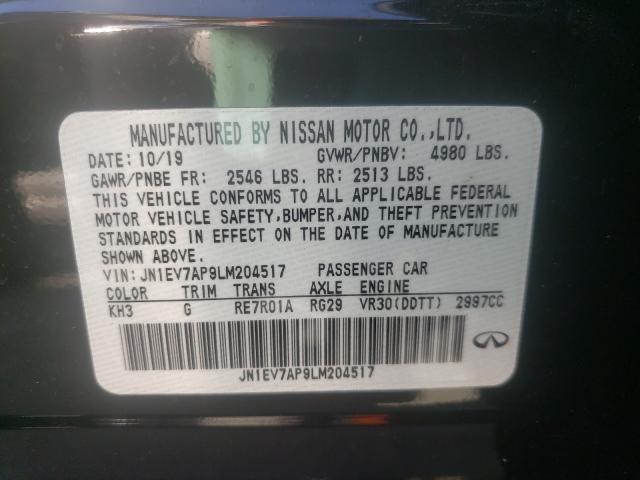 MANUFACTURED BY NISSAN MOTOR CO.,LTD.
DATE: 10/19 GVWR/PNBV: 4980 LBS.
GAWR/PNBE FR: 2546 LBS. RR: 2513 LBS.
THIS VEHICLE CONFORMS TO ALL APPLICABLE FEDERAL
MOTOR VEHICLE SAFETY,BUMPER,AND THEFT PREVENTION
STANDARDS IN EFFECT ON THE DATE OF MANUFACTURE
SHOWN ABOVE.
VIN: JN1EV7AP9LM204517 PASSENGER CAR
COLOR TRIM TRANS AXLE ENGINE
KH3 G RE7R01A RG29 VR30(DDTT) 2997CC
JN1EV7AP9LM204517